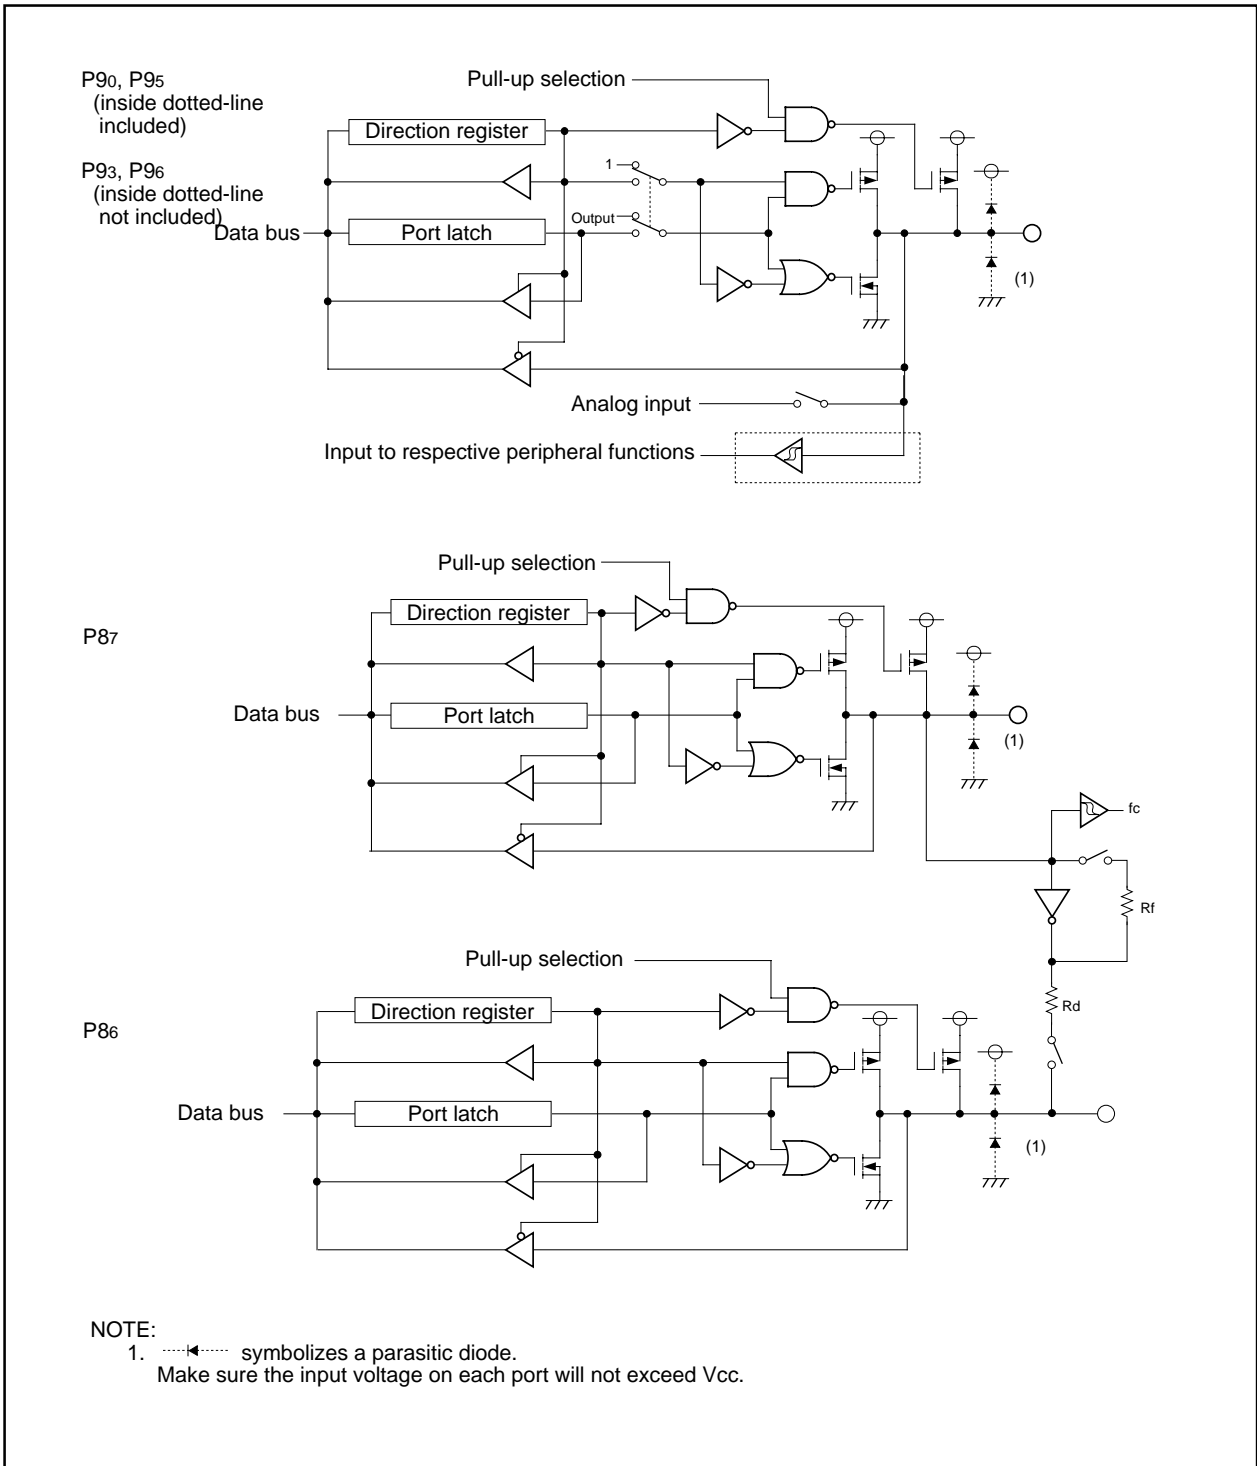 P90, P95
(inside dotted-line
included)
P93, P96
(inside dotted-line
not included)
Pull-up selection
Direction register
1
Output
Data bus
Port latch
(1)
Analog input
Input to respective peripheral functions
P87
Pull-up selection
Direction register
Data bus
Port latch
(1)
fc
Rf
Rd
P86
Pull-up selection
Direction register
Data bus
Port latch
(1)
NOTE:
1. symbolizes a parasitic diode.
Make sure the input voltage on each port will not exceed Vcc.